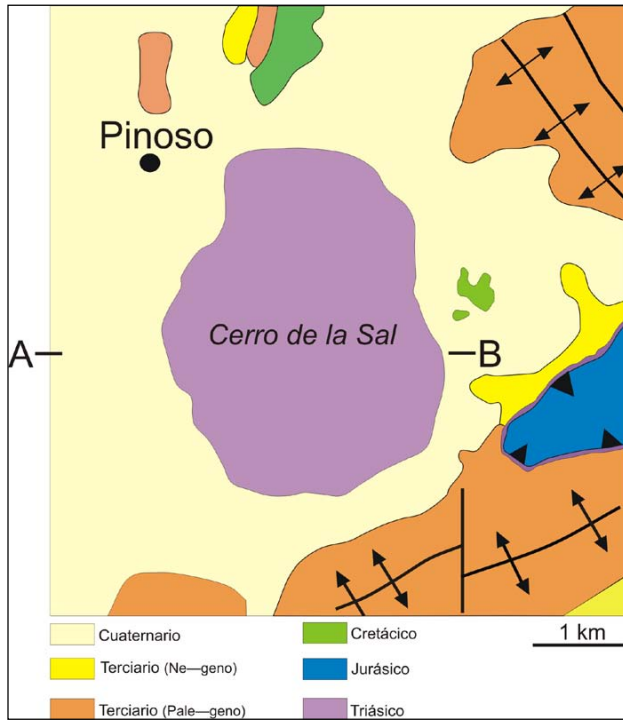 Pinoso
Cerro de la Sal
A
B
Cuaternario
Cretácico
1 km
Terciario (Ne—geno)
Jurásico
Terciario (Pale—geno)
Triásico